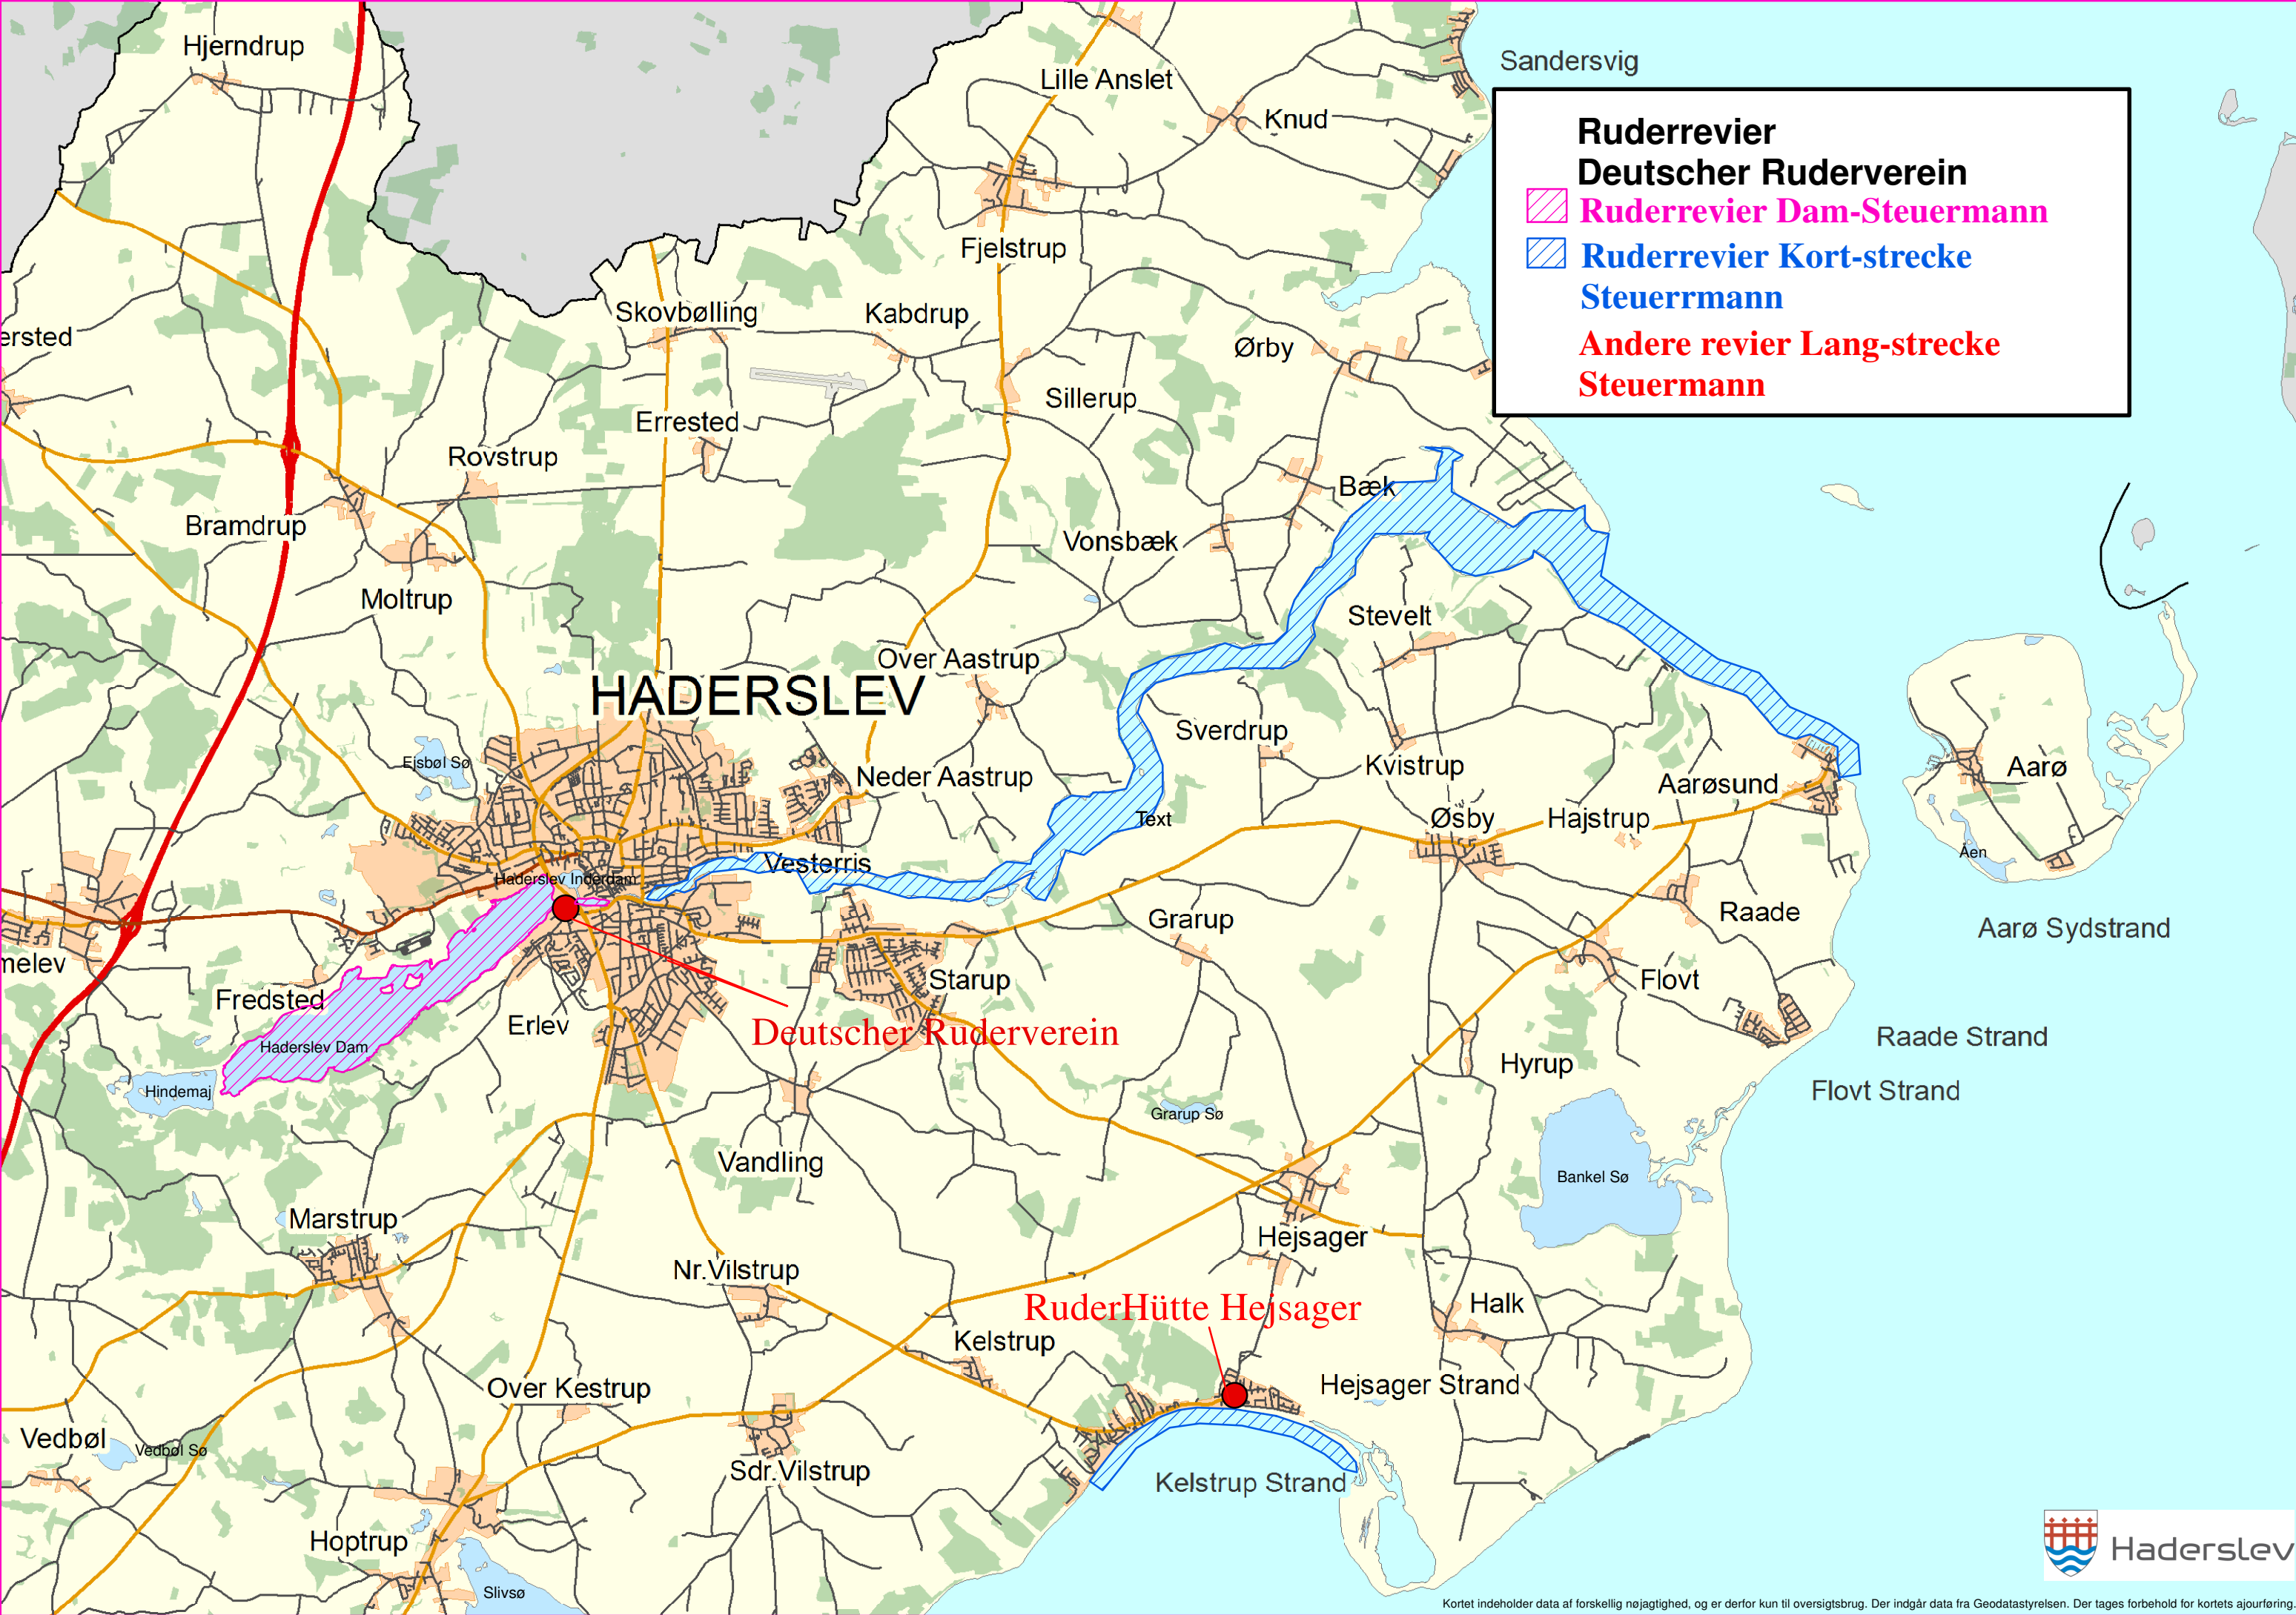 Hjerndrup
Lille Anslet
Sandersvig
Knud
Ruderrevier
Deutscher Ruderverein
Ruderrevier Dam-Steuermann
Ruderrevier Kort-strecke
Steuerrmann
Andere revier Lang-strecke
Steuermann
Fjelstrup
Skovbølling
Kabdrup
ersted
Ørby
Sillerup
Errested
Rovstrup
Bæk
Bramdrup
Vonsbæk
Moltrup
Stevelt
Over Aastrup
HADERSLEV
Sverdrup
Ejsbøl Sø
Kvistrup
Aarø
Neder Aastrup
Aarøsund
Text
Øsby
Hajstrup
Åen
Vesterris
Haderslev Inderdam
Grarup
Raade
Aarø Sydstrand
melev
Starup
Flovt
Fredsted
Erlev
Deutscher Ruderverein
Raade Strand
Haderslev Dam
Hyrup
Hindemaj
Flovt Strand
Grarup Sø
Vandling
Bankel Sø
Marstrup
Hejsager
Nr.Vilstrup
RuderHütte Hejsager
Halk
Kelstrup
Over Kestrup
Hejsager Strand
Vedbøl
Vedbøl Sø
Sdr.Vilstrup
Kelstrup Strand
Hoptrup
Haderslev
Slivsø
Kortet indeholder data af forskellig nøjagtighed, og er derfor kun til oversigtsbrug. Der indgår data fra Geodatastyrelsen. Der tages forbehold for kortets ajourføring.